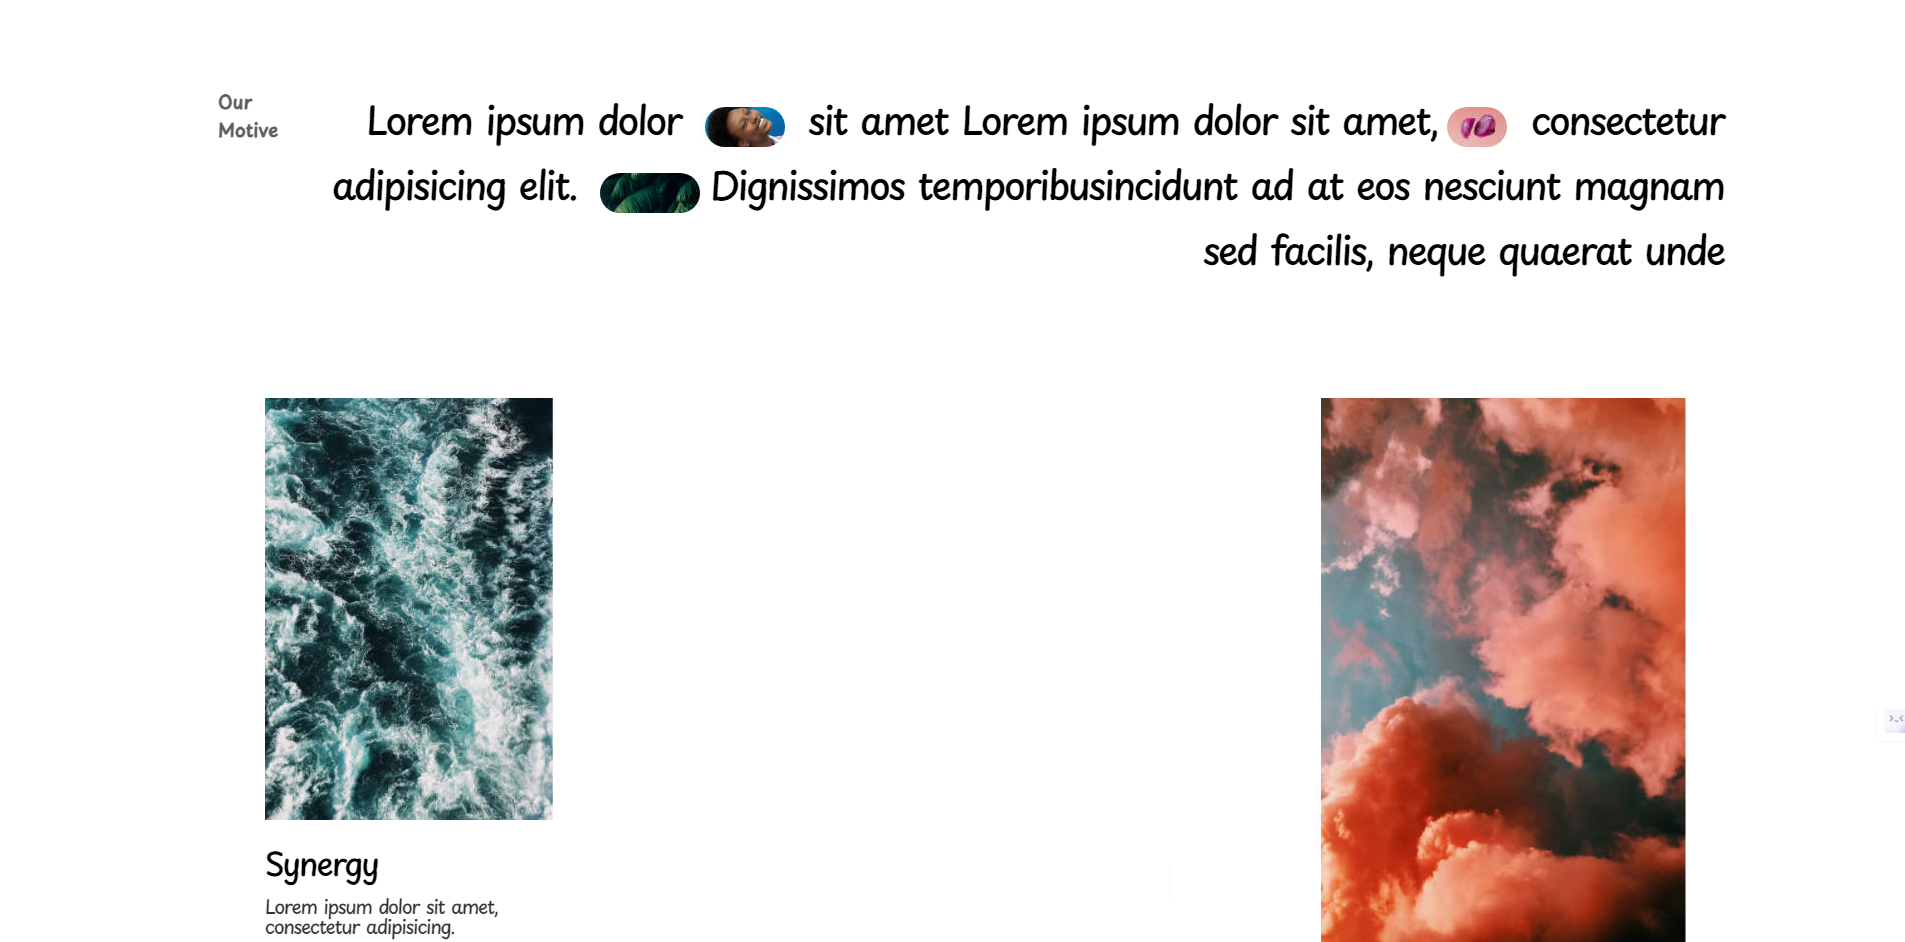 Our
Motive
Lorem ipsum dolor sit amet Lorem ipsum dolor sit amet, consectetur
adipisicing elit. Dignissimos temporibusincidunt ad at eos nesciunt magnam
sed facilis, neque quaerat unde
Synergy
Lorem ipsum dolor sit amet,
consectetur adipisicing.